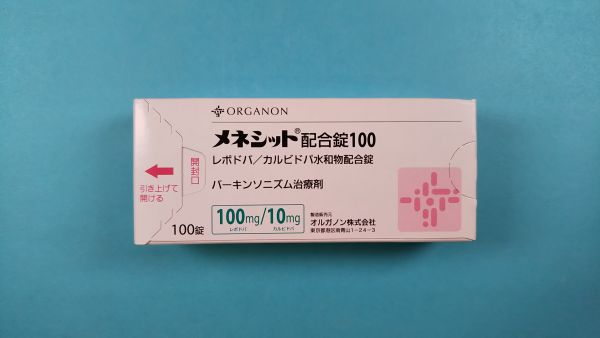 ORGANON
メネシット®配合錠100
レボドパ/カルビドパ水和物配合錠
パーキンソニズム治療剤
開封口
引き上げて
開ける
100mg/10mg
レボドパ カルビドパ
製造販売元
オルガノン株式会社
東京都港区南青山1-24-3
100錠